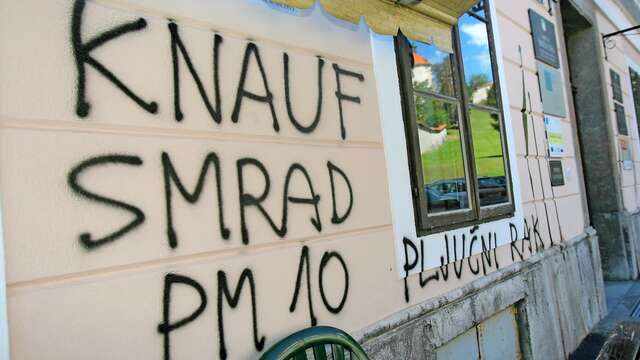 KNAUF
SMRAD
PM 10
PLJUČNI RAK